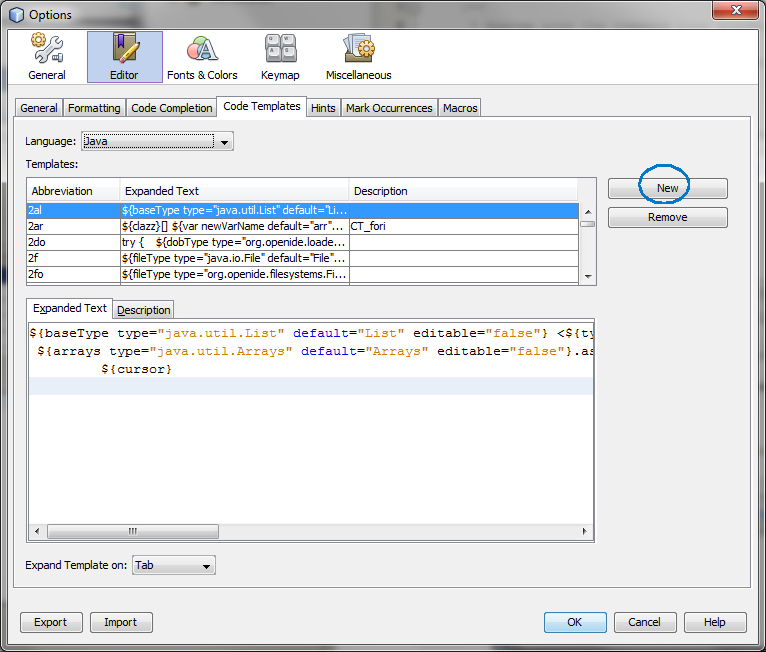 Options
General Editor Fonts & Colors Keymap Miscellaneous
General Formatting Code Completion Code Templates Hints Mark Occurrences Macros
Language: Java
Templates:
Abbreviation Expanded Text Description
New
2al ${baseType type="java.util.List" default="Li...
2ar ${clazz}[] ${var newVarName default="arr"... CT_fori
Remove
2do try { ${dobType type="org.openide.loade...
2f ${fileType type="java.io.File" default="File"...
2fo ${fileType type="org.openide.filesystems.Fi...
Expanded Text Description
${baseType type="java.util.List" default="List" editable="false"} <${ty
${arrays type="java.util.Arrays" default="Arrays" editable="false"}.as
${cursor}
Expand Template on: Tab
Export Import OK Cancel Help